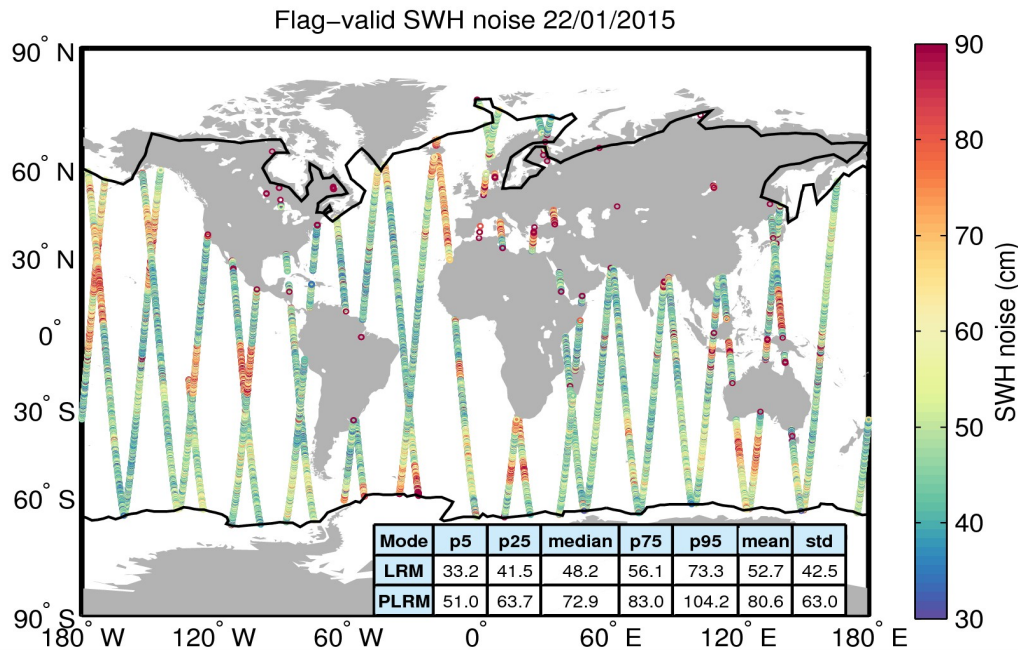 Flag−valid SWH noise 22/01/2015
90° N
60° N
30° N
0°
30° S
60° S
90° S
180° W
120° W
60° W
0°
60° E
120° E
180° E
90
80
70
60
50
40
30
SWH noise (cm)
Mode p5 p25 median p75 p95 mean std
LRM 33.2 41.5 48.2 56.1 73.3 52.7 42.5
PLRM 51.0 63.7 72.9 83.0 104.2 80.6 63.0